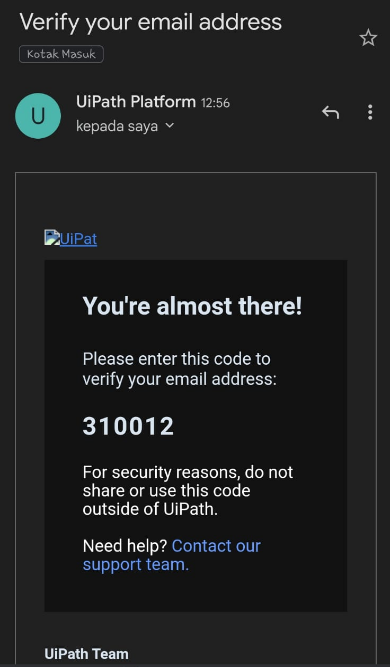 Verify your email address
Kotak Masuk
U
UiPath Platform 12:56
kepada saya
UiPat
You're almost there!
Please enter this code to
verify your email address:
310012
For security reasons, do not
share or use this code
outside of UiPath.
Need help? Contact our
support team.
UiPath Team